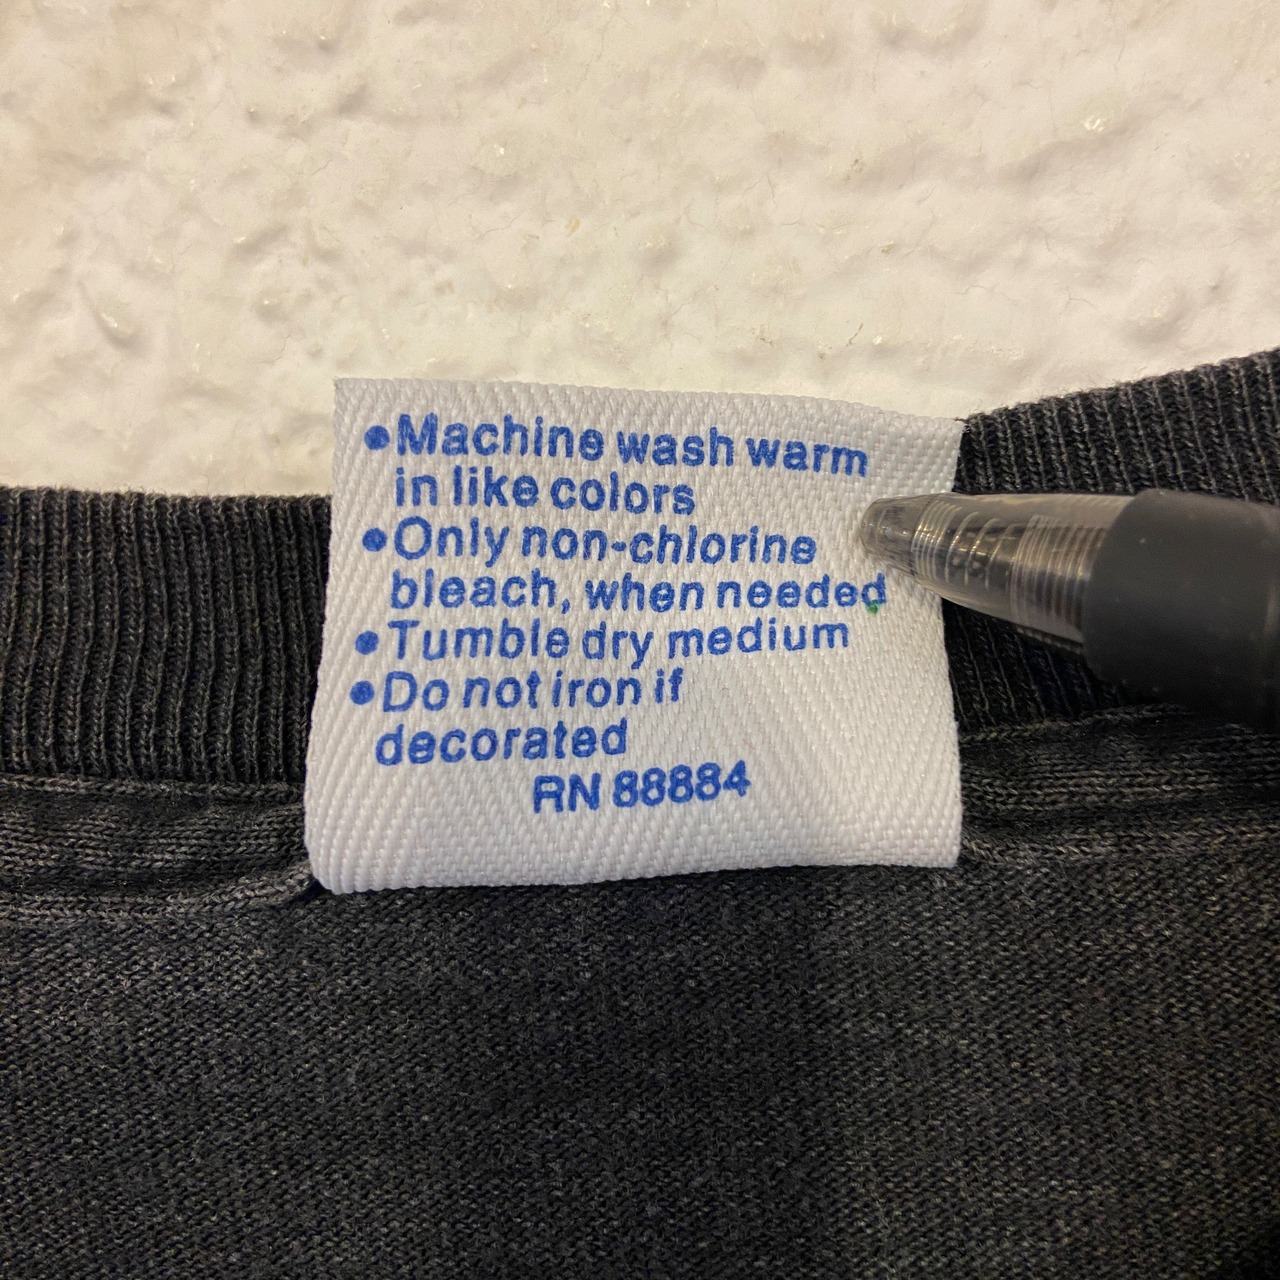 •Machine wash warm
in like colors
•Only non-chlorine
bleach, when needed
•Tumble dry medium
•Do not iron if
decorated
RN 88884